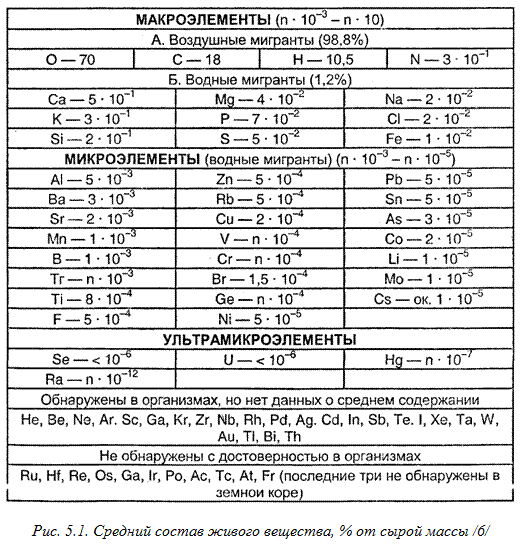 МАКРОЭЛЕМЕНТЫ (n · 10⁻³ – n · 10)
А. Воздушные мигранты (98,8%)
О — 70 С — 18 Н — 10,5 N — 3 · 10⁻¹
Б. Водные мигранты (1,2%)
Ca — 5 · 10⁻¹ Mg — 4 · 10⁻² Na — 2 · 10⁻²
K — 3 · 10⁻¹ P — 7 · 10⁻² Cl — 2 · 10⁻²
Si — 2 · 10⁻¹ S — 5 · 10⁻² Fe — 1 · 10⁻²
МИКРОЭЛЕМЕНТЫ (водные мигранты) (n · 10⁻³ – n · 10⁻⁵)
Al — 5 · 10⁻³ Zn — 5 · 10⁻⁴ Pb — 5 · 10⁻⁵
Ba — 3 · 10⁻³ Rb — 5 · 10⁻⁴ Sn — 5 · 10⁻⁵
Sr — 2 · 10⁻³ Cu — 2 · 10⁻⁴ As — 3 · 10⁻⁵
Mn — 1 · 10⁻³ V — n · 10⁻⁴ Co — 2 · 10⁻⁵
B — 1 · 10⁻³ Cr — n · 10⁻⁴ Li — 1 · 10⁻⁵
Tr — n · 10⁻³ Br — 1,5 · 10⁻⁴ Mo — 1 · 10⁻⁵
Ti — 8 · 10⁻⁴ Ge — n · 10⁻⁴ Cs — ок. 1 · 10⁻⁵
F — 5 · 10⁻⁴ Ni — 5 · 10⁻⁵
УЛЬТРАМИКРОЭЛЕМЕНТЫ
Se — < 10⁻⁶ U — < 10⁻⁶ Hg — n · 10⁻⁷
Ra — n · 10⁻¹²
Обнаружены в организмах, но нет данных о среднем содержании
He, Be, Ne, Ar. Sc, Ga, Kr, Zr, Nb, Rh, Pd, Ag. Cd, In, Sb, Te. I, Xe, Ta, W,
Au, Tl, Bi, Th
Не обнаружены с достоверностью в организмах
Ru, Hf, Re, Os, Ga, Ir, Po, Ac, Tc, At, Fr (последние три не обнаружены в
земной коре)
Рис. 5.1. Средний состав живого вещества, % от сырой массы /6/